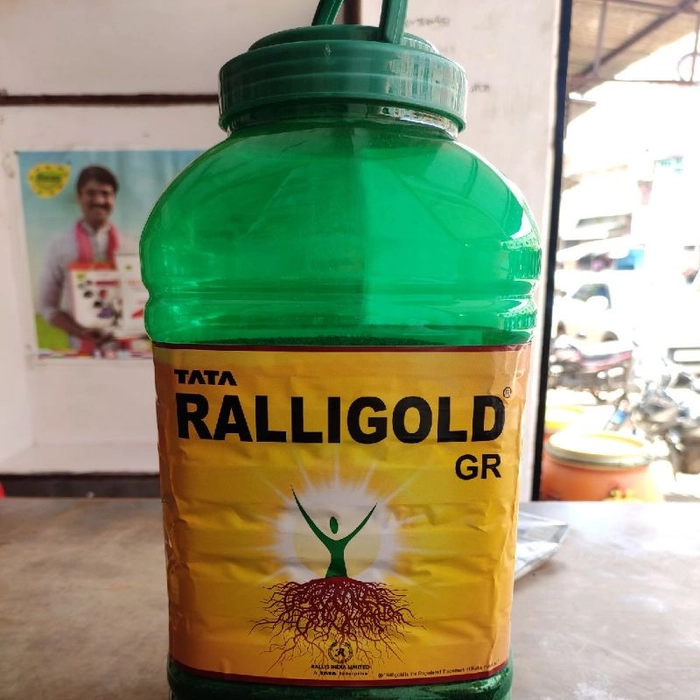 TATA
RALLIGOLD®
GR
RALLIS INDIA LIMITED
A TATA Enterprise